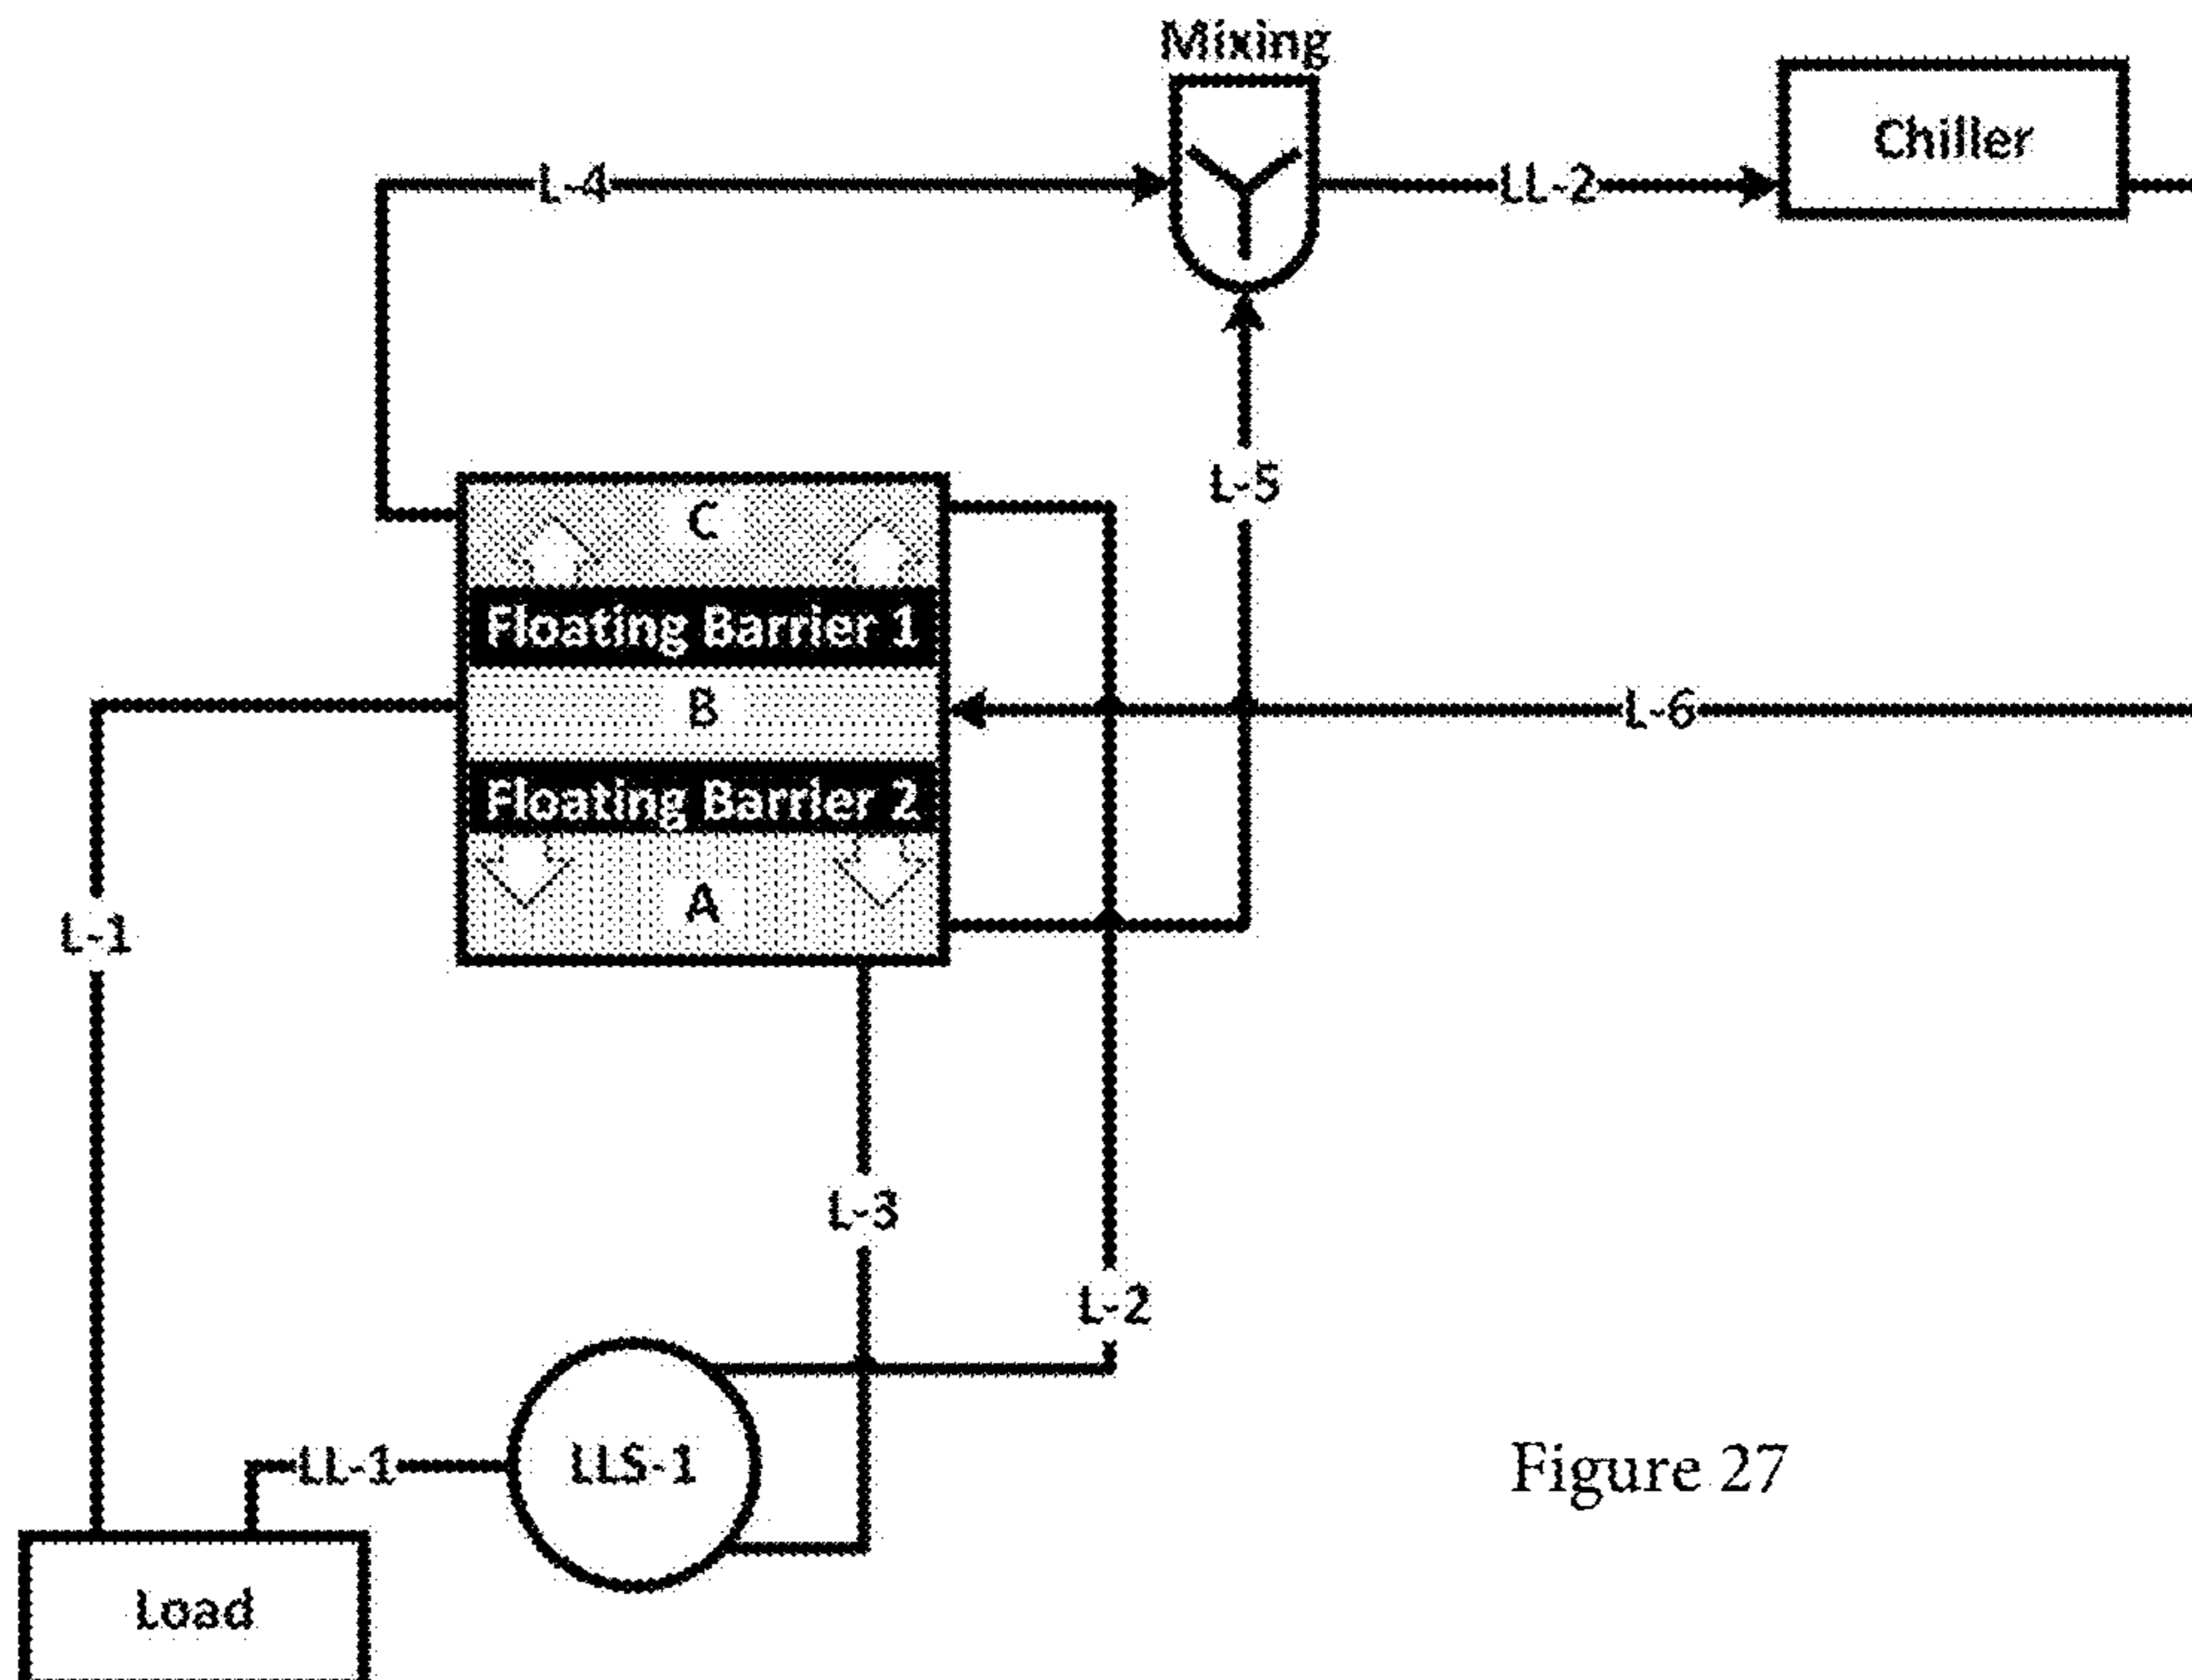 Mixing
Chiller
L-4
LL-2
L-5
C
Floating Barrier 1
B
L-6
Floating Barrier 2
A
L-1
L-3
L-2
LL-1
LLS-1
Figure 27
Load